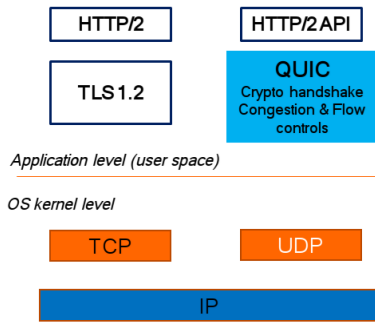 HTTP/2
HTTP/2 API
TLS1.2
QUIC
Crypto handshake
Congestion & Flow
controls
Application level (user space)
OS kernel level
TCP
UDP
IP